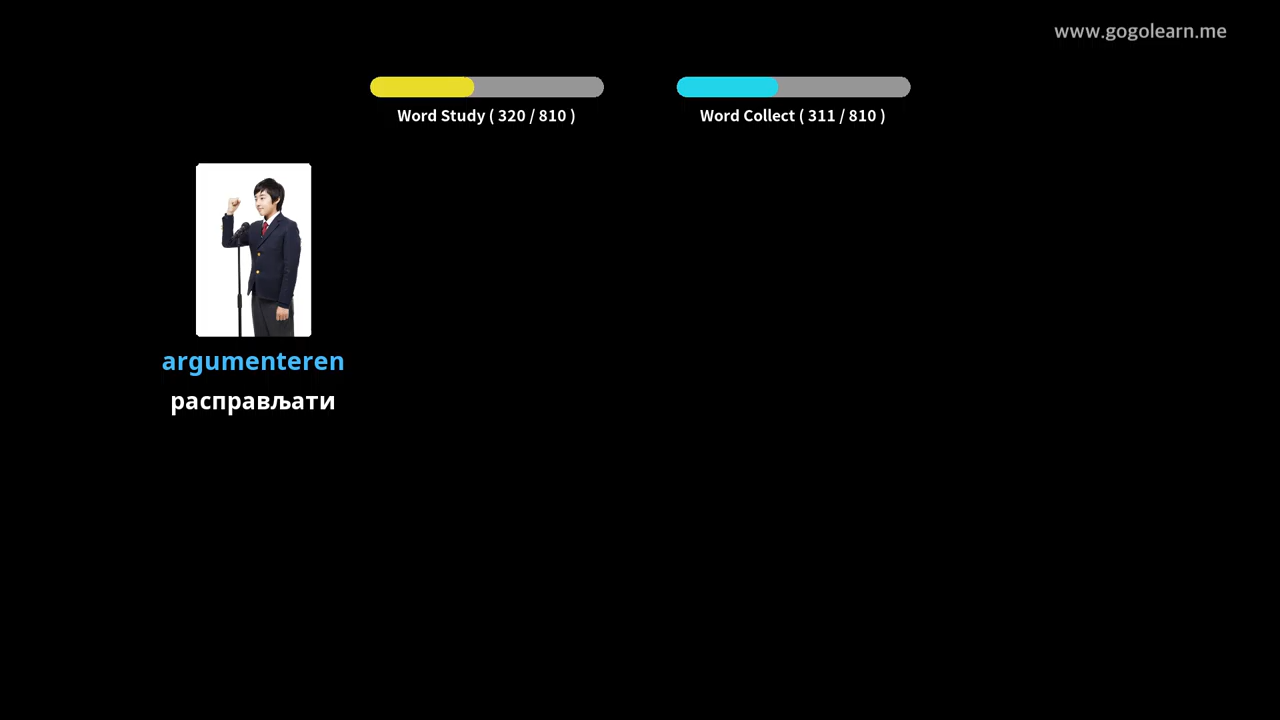 www.gogolearn.me
Word Study ( 320 / 810 )
Word Collect ( 311 / 810 )
argumenteren
расправљати